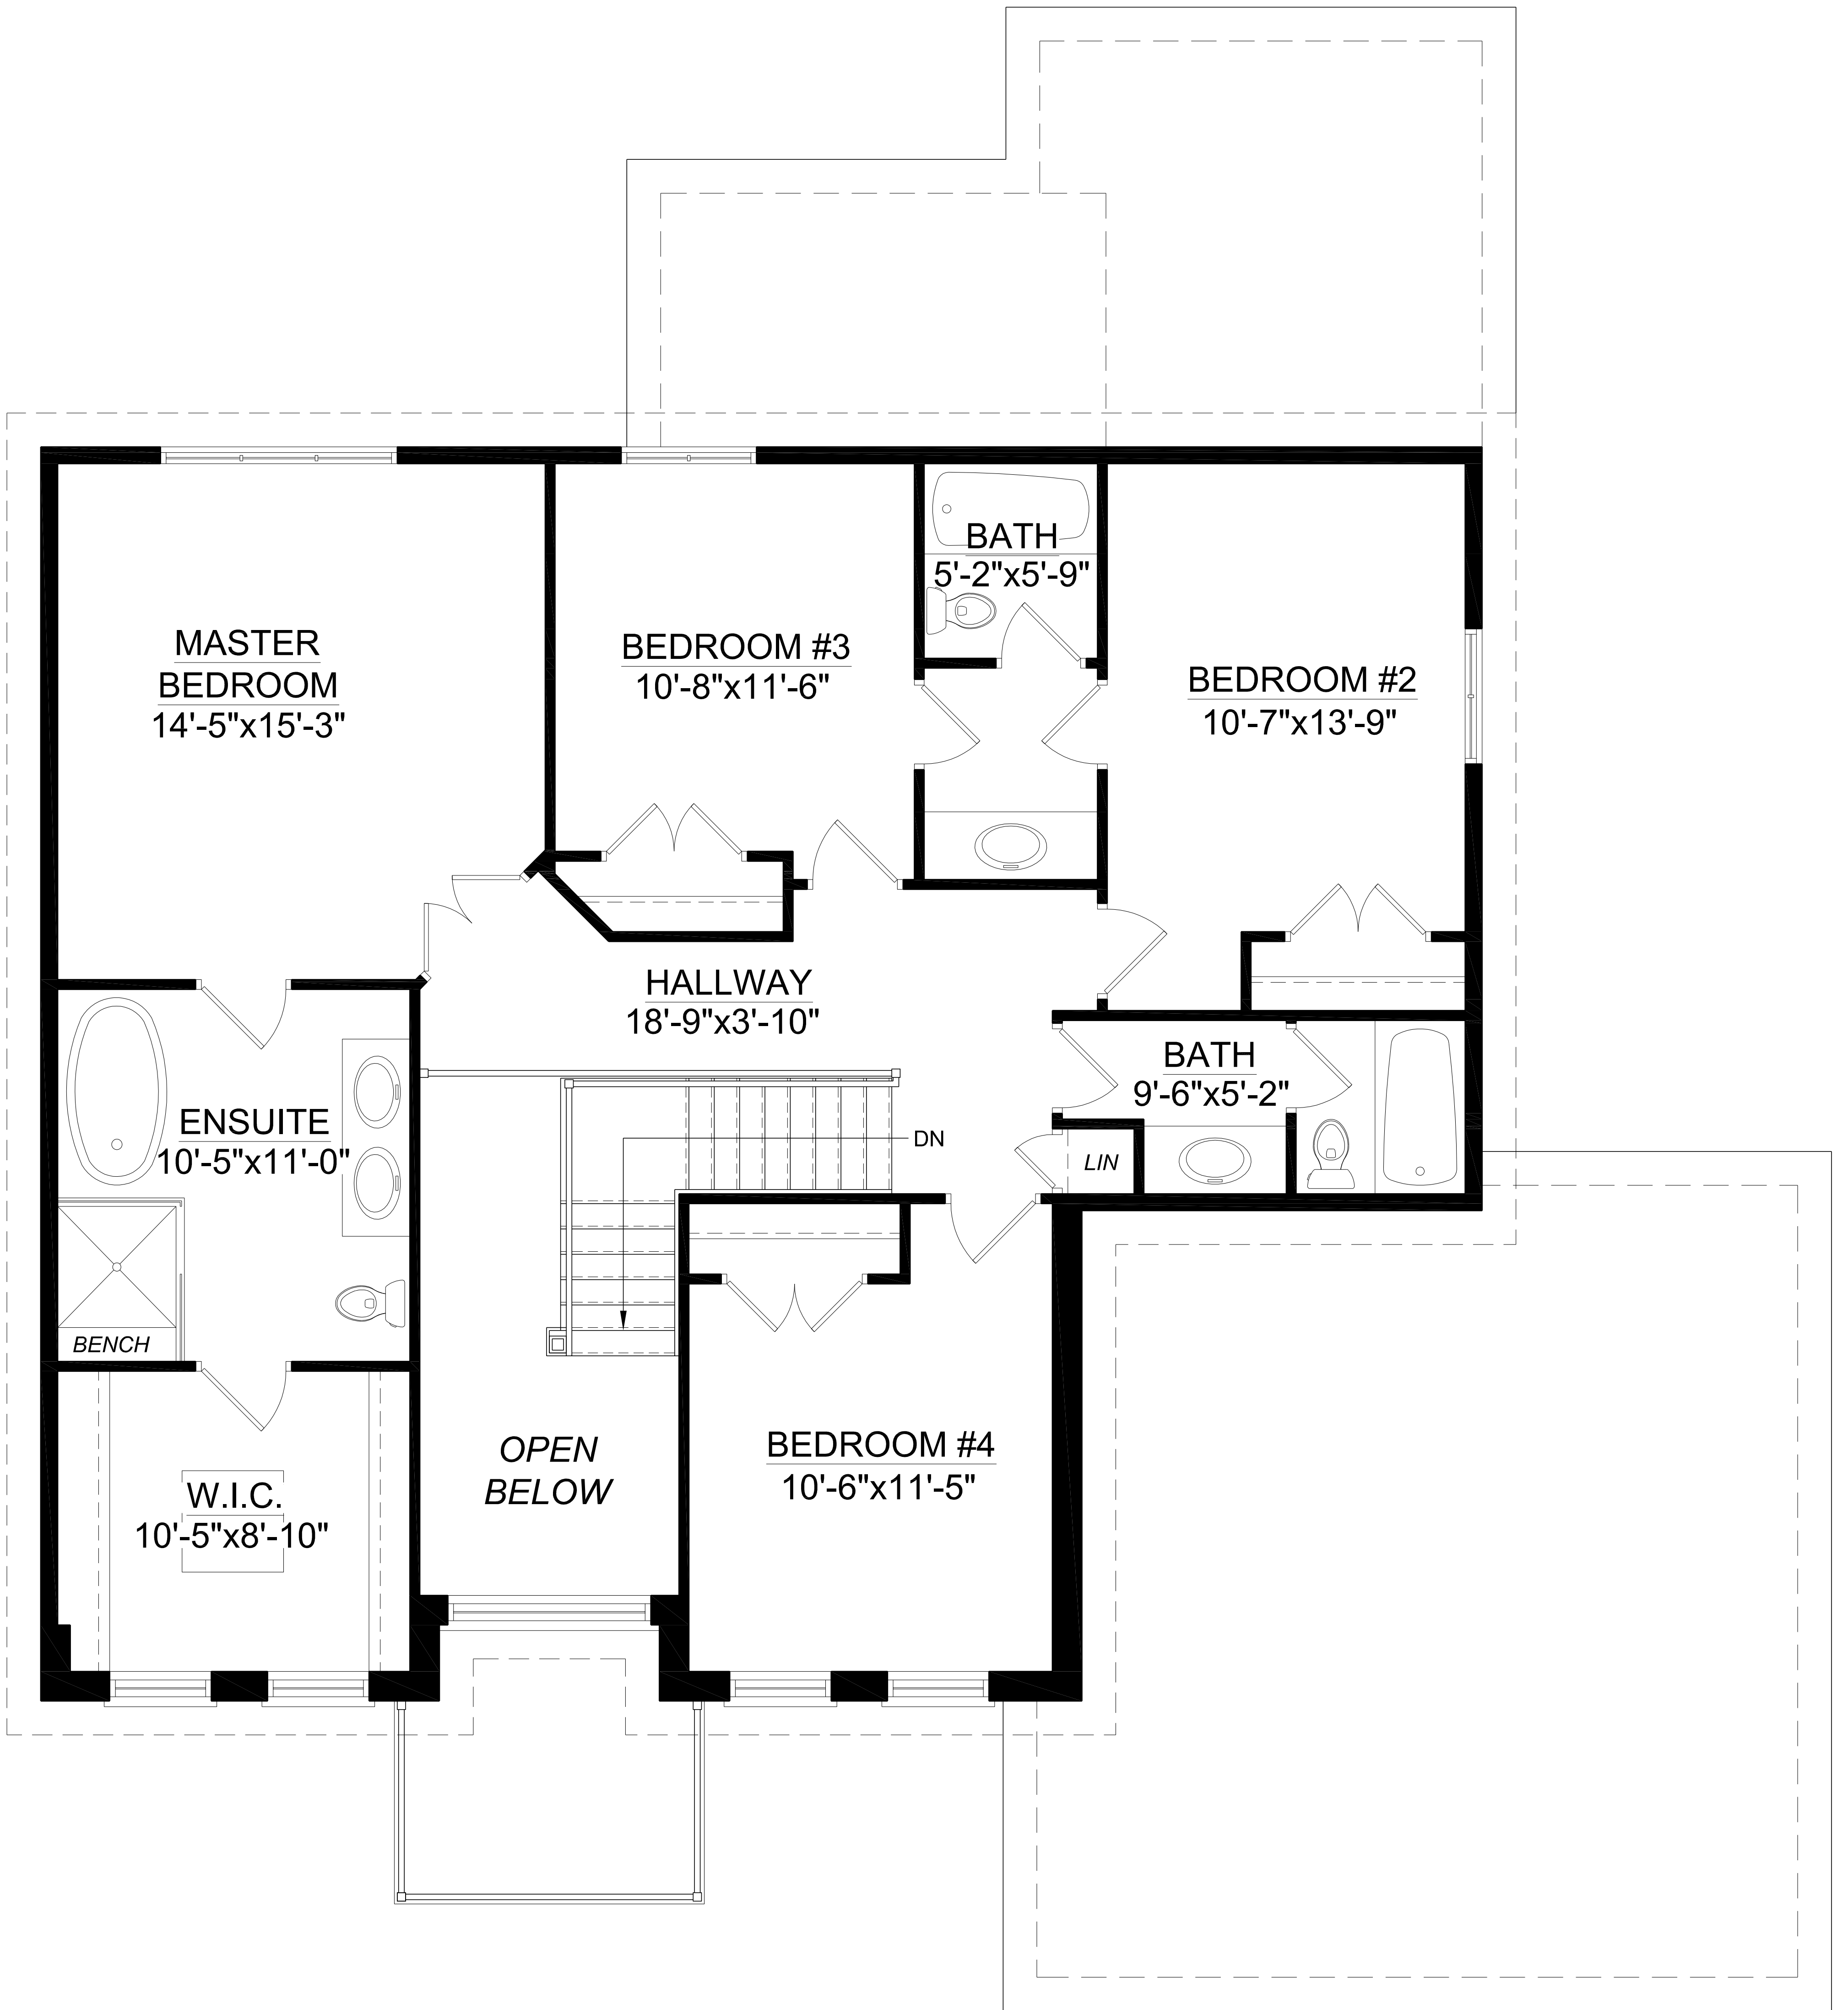 BATH
5'-2"x5'-9"
MASTER
BEDROOM
14'-5"x15'-3"
BEDROOM #3
10'-8"x11'-6"
BEDROOM #2
10'-7"x13'-9"
HALLWAY
18'-9"x3'-10"
BATH
9'-6"x5'-2"
ENSUITE
10'-5"x11'-0"
DN
LIN
BENCH
OPEN
BELOW
BEDROOM #4
10'-6"x11'-5"
W.I.C.
10'-5"x8'-10"